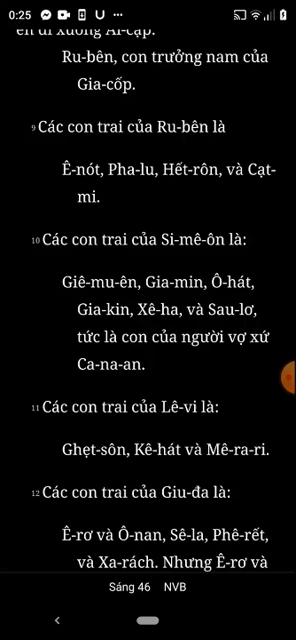 0:25
en đi xuống Ai-cập.
Ru-bên, con trưởng nam của
Gia-cốp.
9 Các con trai của Ru-bên là
Ê-nót, Pha-lu, Hết-rôn, và Cạt-
mi.
10 Các con trai của Si-mê-ôn là:
Giê-mu-ên, Gia-min, Ô-hát,
Gia-kin, Xê-ha, và Sau-lơ,
tức là con của người vợ xứ
Ca-na-an.
11 Các con trai của Lê-vi là:
Ghẹt-sôn, Kê-hát và Mê-ra-ri.
12 Các con trai của Giu-đa là:
Ê-rơ và Ô-nan, Sê-la, Phê-rết,
và Xa-rách. Nhưng Ê-rơ và
Sáng 46 NVB